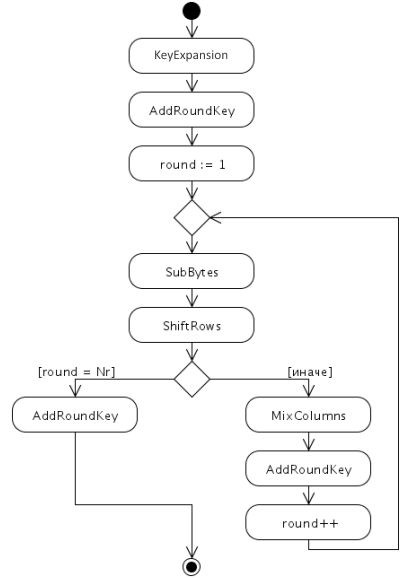 KeyExpansion
AddRoundKey
round := 1
SubBytes
ShiftRows
[round = Nr]
[иначе]
AddRoundKey
MixColumns
AddRoundKey
round++